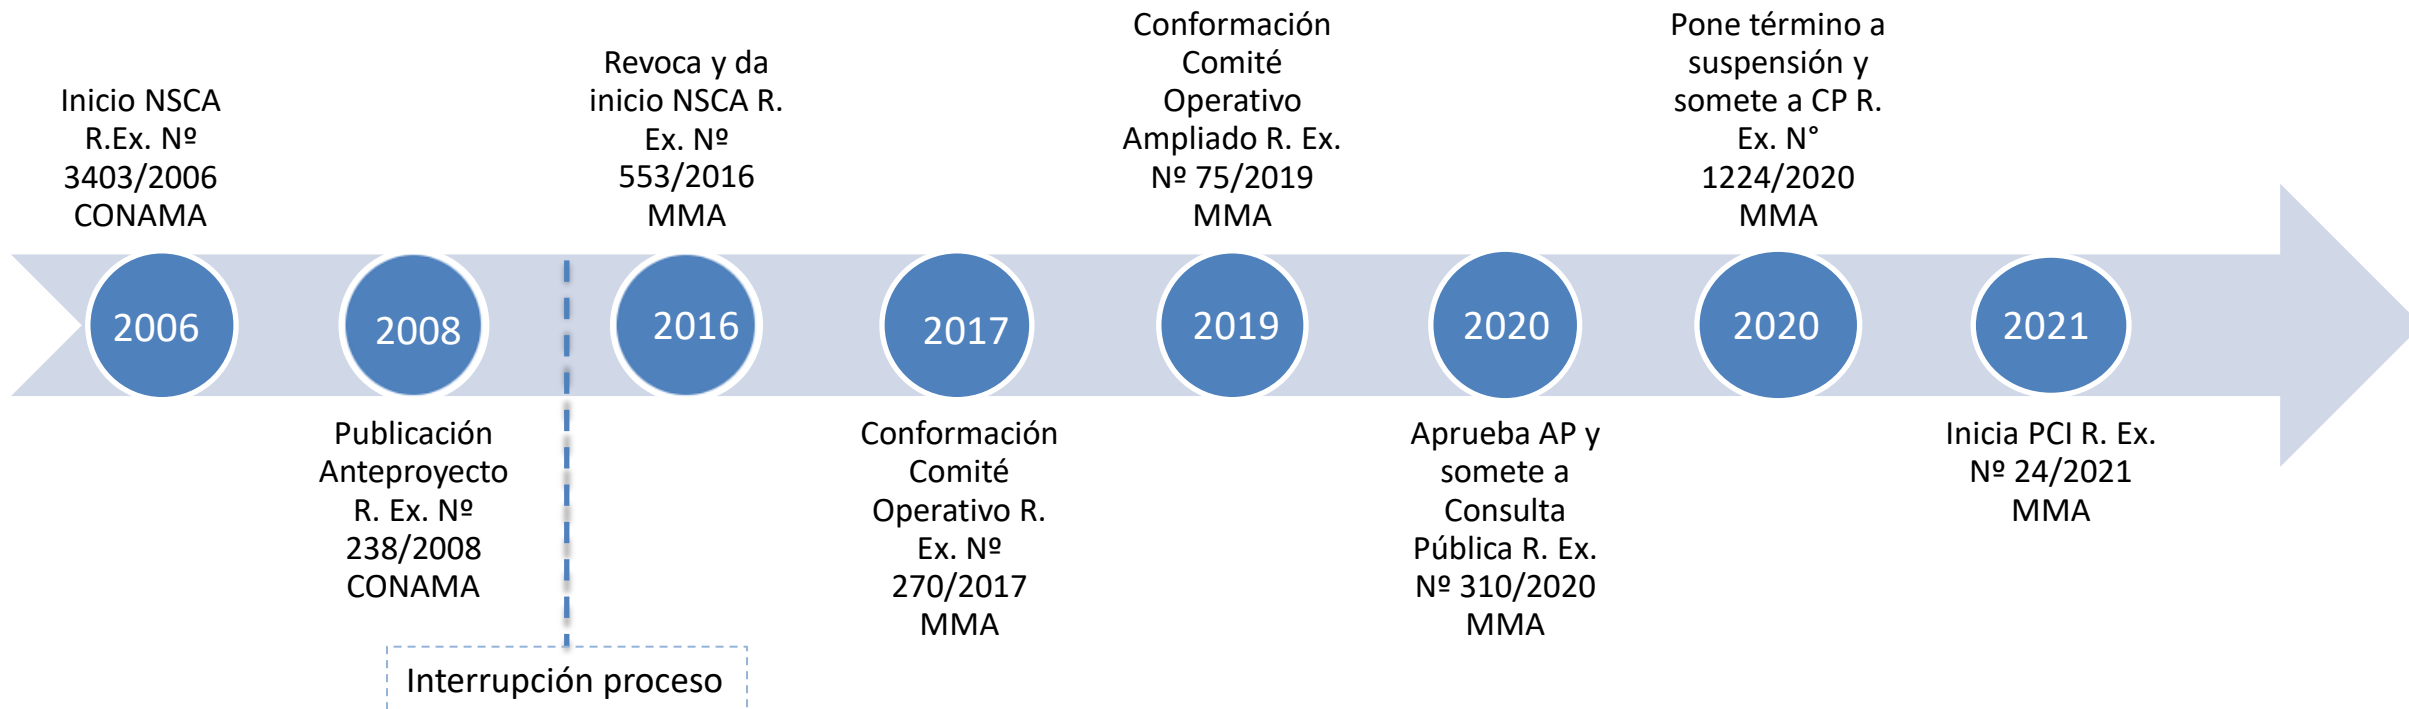 Inicio NSCA
R.Ex. Nº
3403/2006
CONAMA
2006
2008
Publicación
Anteproyecto
R. Ex. Nº
238/2008
CONAMA
Interrupción proceso
Revoca y da
inicio NSCA R.
Ex. Nº
553/2016
MMA
2016
2017
Conformación
Comité
Operativo R.
Ex. Nº
270/2017
MMA
Conformación
Comité
Operativo
Ampliado R. Ex.
Nº 75/2019
MMA
2019
2020
Aprueba AP y
somete a
Consulta
Pública R. Ex.
Nº 310/2020
MMA
Pone término a
suspensión y
somete a CP R.
Ex. N°
1224/2020
MMA
2020
2021
Inicia PCI R. Ex.
Nº 24/2021
MMA